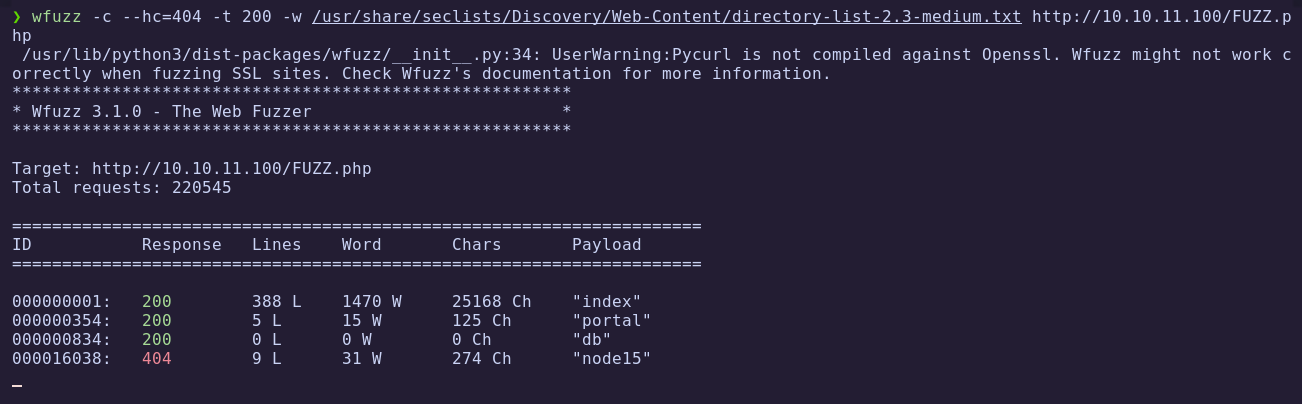 ❯ wfuzz -c --hc=404 -t 200 -w /usr/share/seclists/Discovery/Web-Content/directory-list-2.3-medium.txt http://10.10.11.100/FUZZ.p
hp
 /usr/lib/python3/dist-packages/wfuzz/__init__.py:34: UserWarning:Pycurl is not compiled against Openssl. Wfuzz might not work c
orrectly when fuzzing SSL sites. Check Wfuzz's documentation for more information.
********************************************************
* Wfuzz 3.1.0 - The Web Fuzzer                         *
********************************************************

Target: http://10.10.11.100/FUZZ.php
Total requests: 220545

=====================================================================
ID           Response   Lines    Word       Chars       Payload
=====================================================================

000000001:   200        388 L    1470 W     25168 Ch    "index"
000000354:   200        5 L      15 W       125 Ch      "portal"
000000834:   200        0 L      0 W        0 Ch        "db"
000016038:   404        9 L      31 W       274 Ch      "node15"